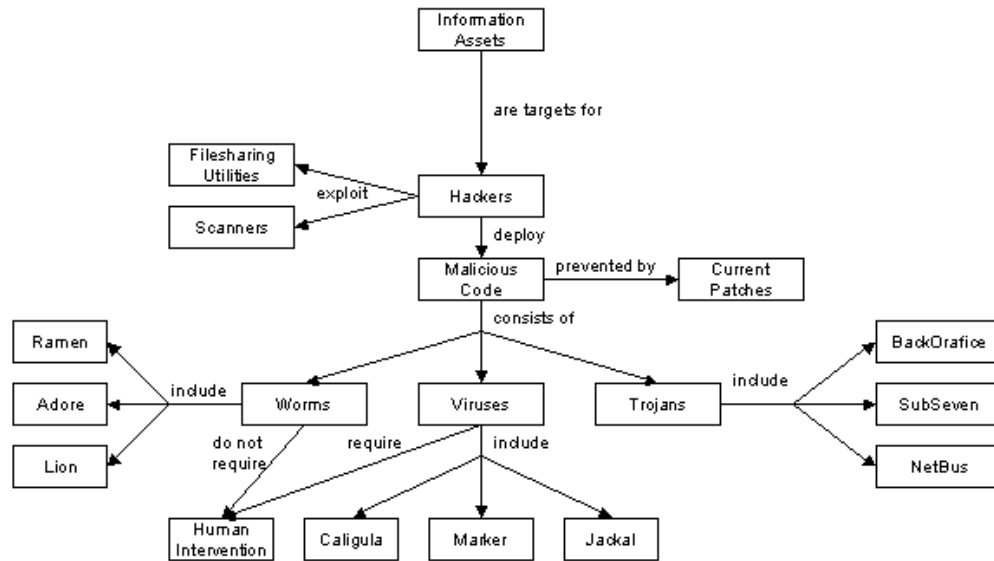 Information
Assets
are targets for
Filesharing
Utilities
exploit
Hackers
Scanners
deploy
Malicious
Code
prevented by
Current
Patches
consists of
Ramen
BackOrafice
include
include
Adore
Worms
Viruses
Trojans
SubSeven
do not
require
require
include
Lion
NetBus
Human
Intervention
Caligula
Marker
Jackal